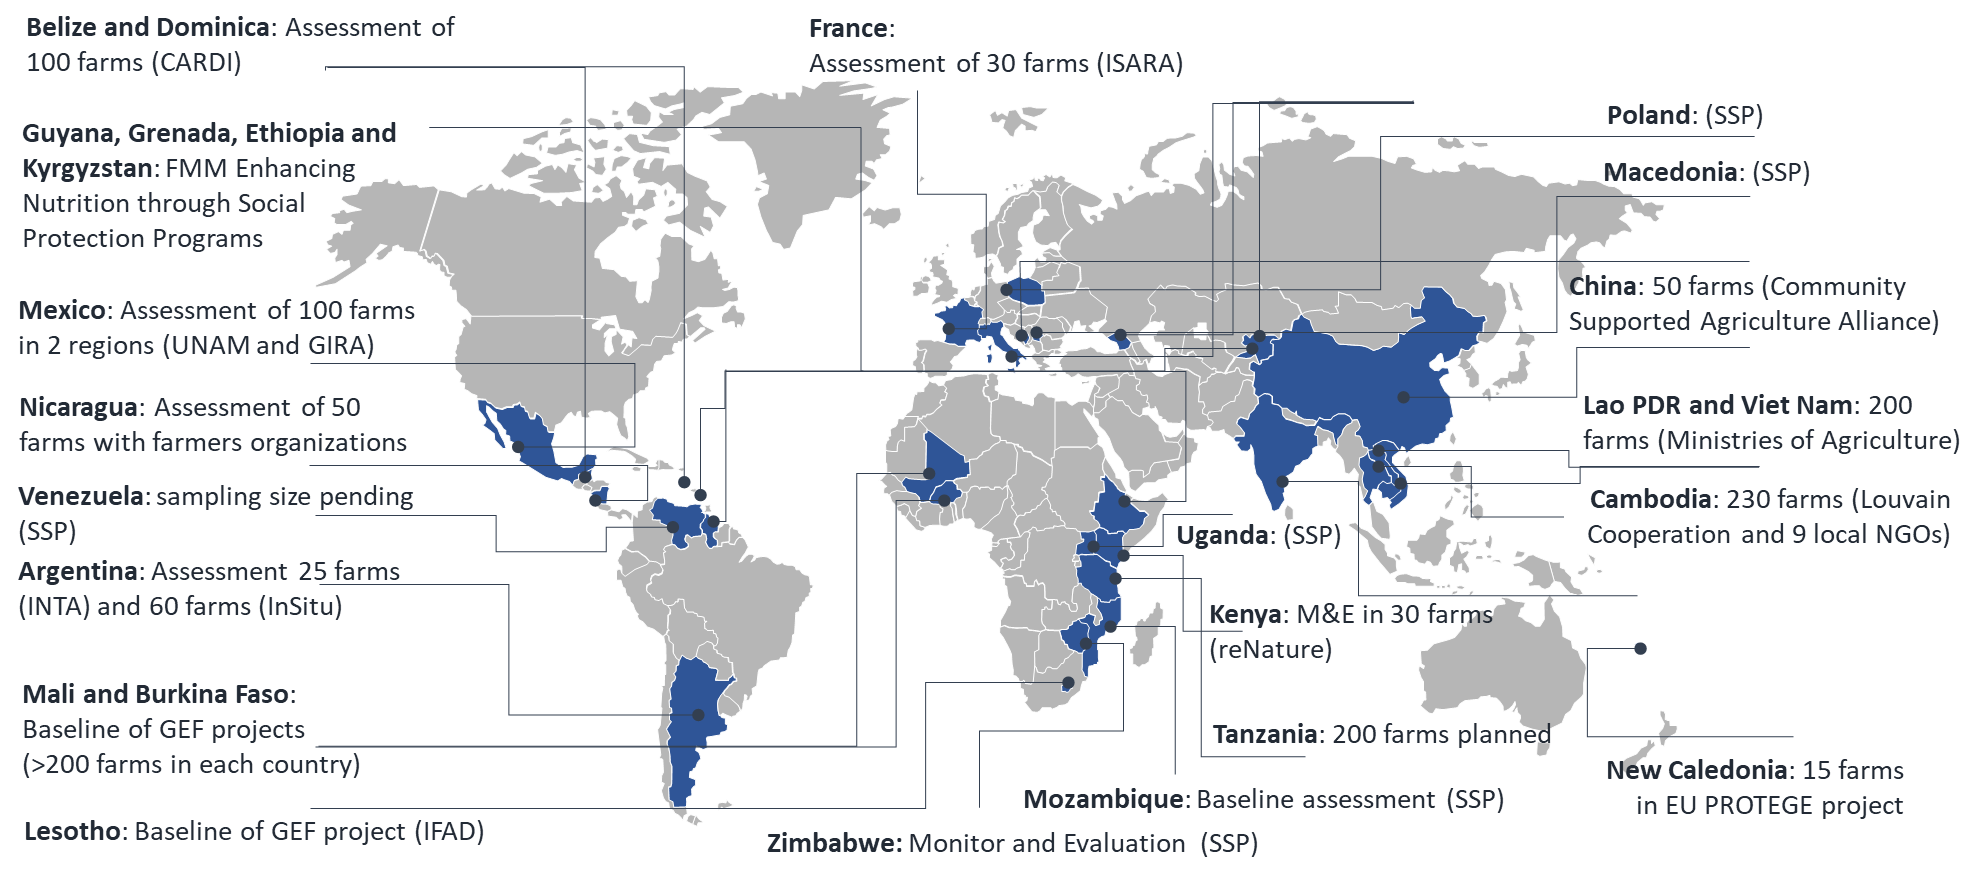 Belize and Dominica: Assessment of
100 farms (CARDI)
France:
Assessment of 30 farms (ISARA)
Guyana, Grenada, Ethiopia and
Kyrgyzstan: FMM Enhancing
Nutrition through Social
Protection Programs
Poland: (SSP)
Macedonia: (SSP)
Mexico: Assessment of 100 farms
in 2 regions (UNAM and GIRA)
China: 50 farms (Community
Supported Agriculture Alliance)
Nicaragua: Assessment of 50
farms with farmers organizations
Lao PDR and Viet Nam: 200
farms (Ministries of Agriculture)
Venezuela: sampling size pending
(SSP)
Cambodia: 230 farms (Louvain
Cooperation and 9 local NGOs)
Uganda: (SSP)
Argentina: Assessment 25 farms
(INTA) and 60 farms (InSitu)
Kenya: M&E in 30 farms
(reNature)
Mali and Burkina Faso:
Baseline of GEF projects
(>200 farms in each country)
Tanzania: 200 farms planned
New Caledonia: 15 farms
in EU PROTEGE project
Mozambique: Baseline assessment (SSP)
Lesotho: Baseline of GEF project (IFAD)
Zimbabwe: Monitor and Evaluation (SSP)